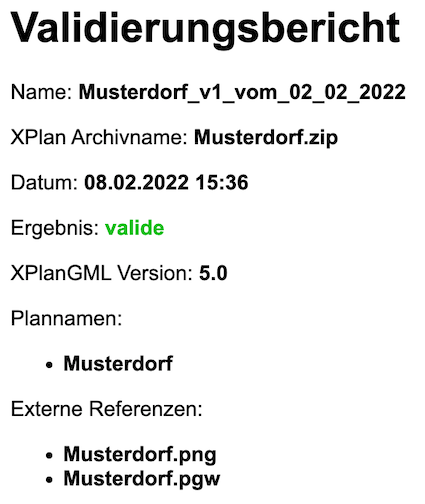 Validierungsbericht
Name: Musterdorf_v1_vom_02_02_2022
XPlan Archivname: Musterdorf.zip
Datum: 08.02.2022 15:36
Ergebnis: valide
XPlanGML Version: 5.0
Plannamen:
• Musterdorf
Externe Referenzen:
• Musterdorf.png
• Musterdorf.pgw